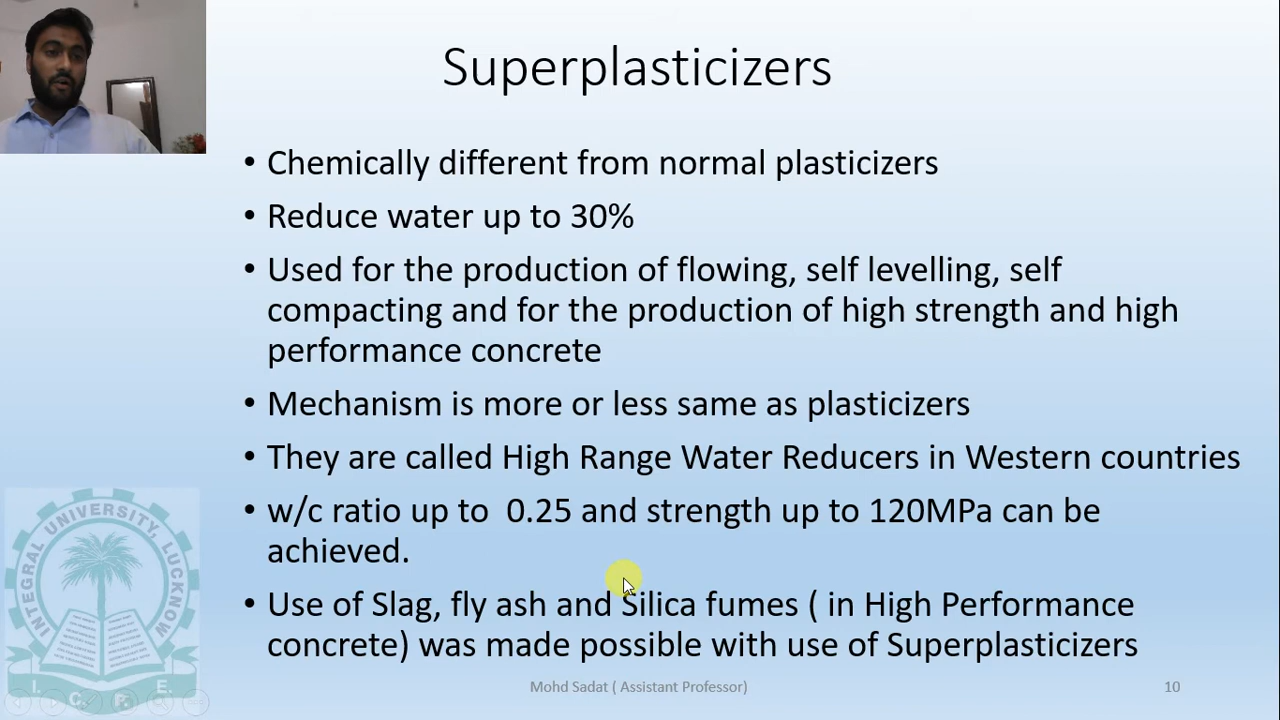 Superplasticizers
• Chemically different from normal plasticizers
• Reduce water up to 30%
• Used for the production of flowing, self levelling, self
compacting and for the production of high strength and high
performance concrete
• Mechanism is more or less same as plasticizers
• They are called High Range Water Reducers in Western countries
• w/c ratio up to 0.25 and strength up to 120MPa can be
achieved.
• Use of Slag, fly ash and Silica fumes ( in High Performance
concrete) was made possible with use of Superplasticizers
INTEGRAL UNIVERSITY, LUCKNOW
Mohd Sadat ( Assistant Professor)
10